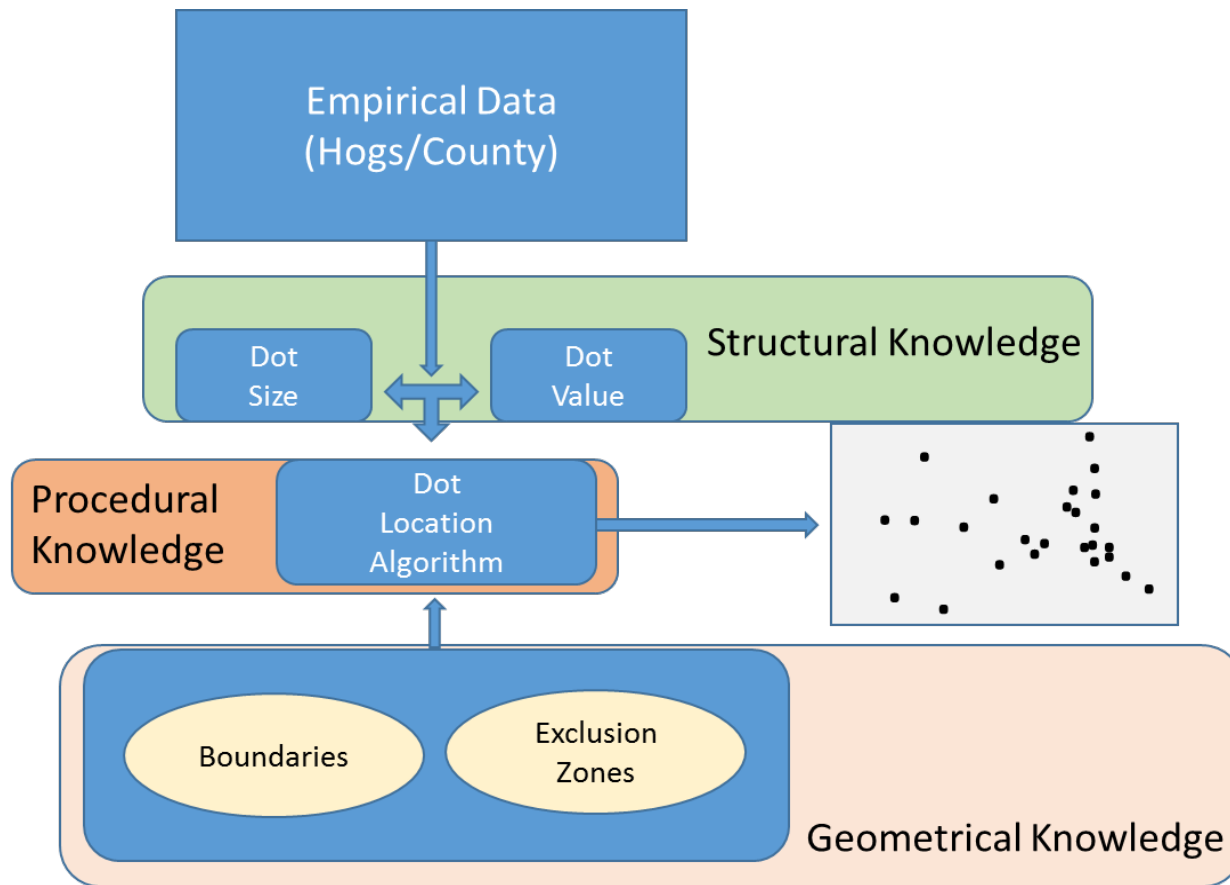 Empirical Data
(Hogs/County)
Structural Knowledge
Dot
Size
Dot
Value
Procedural
Knowledge
Dot
Location
Algorithm
Boundaries
Exclusion
Zones
Geometrical Knowledge